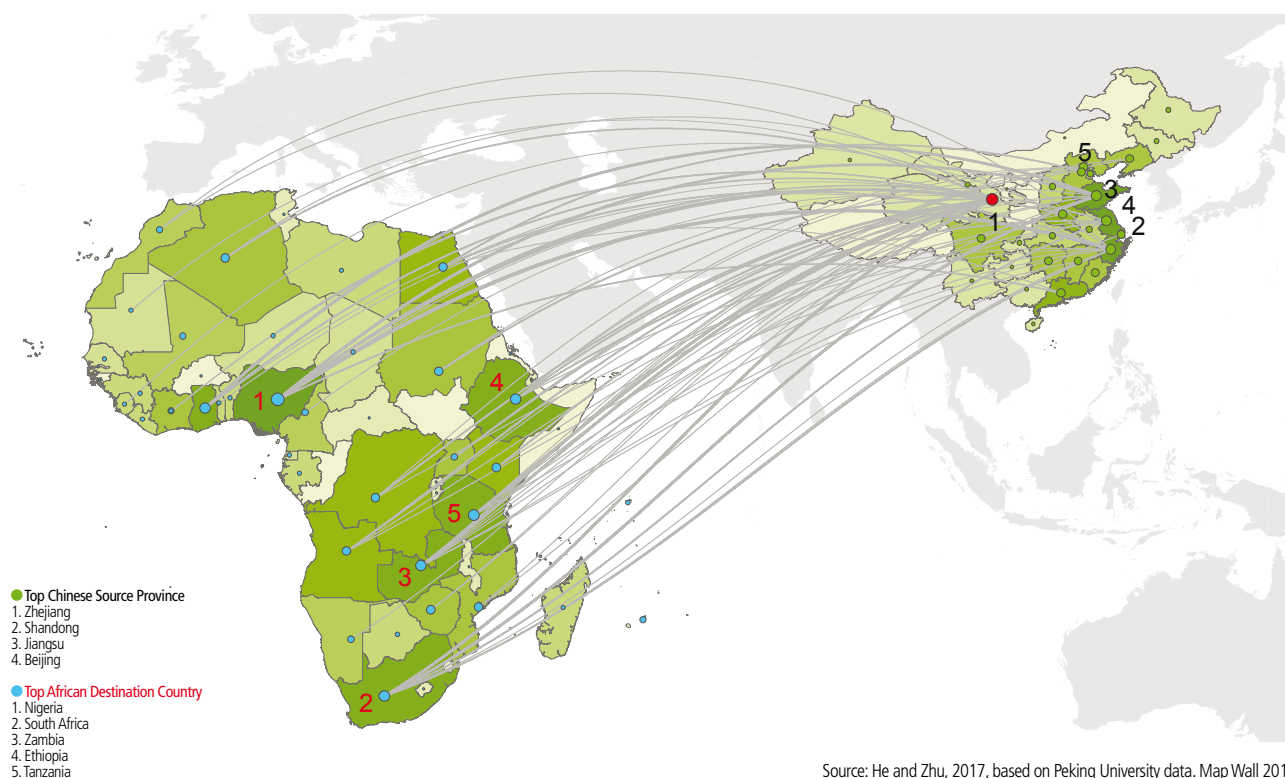 5
3
4
1
2
1
4
5
3
2
Top Chinese Source Province
1. Zhejiang
2. Shandong
3. Jiangsu
4. Beijing
Top African Destination Country
1. Nigeria
2. South Africa
3. Zambia
4. Ethiopia
5. Tanzania
Source: He and Zhu, 2017, based on Peking University data. Map Wall 201